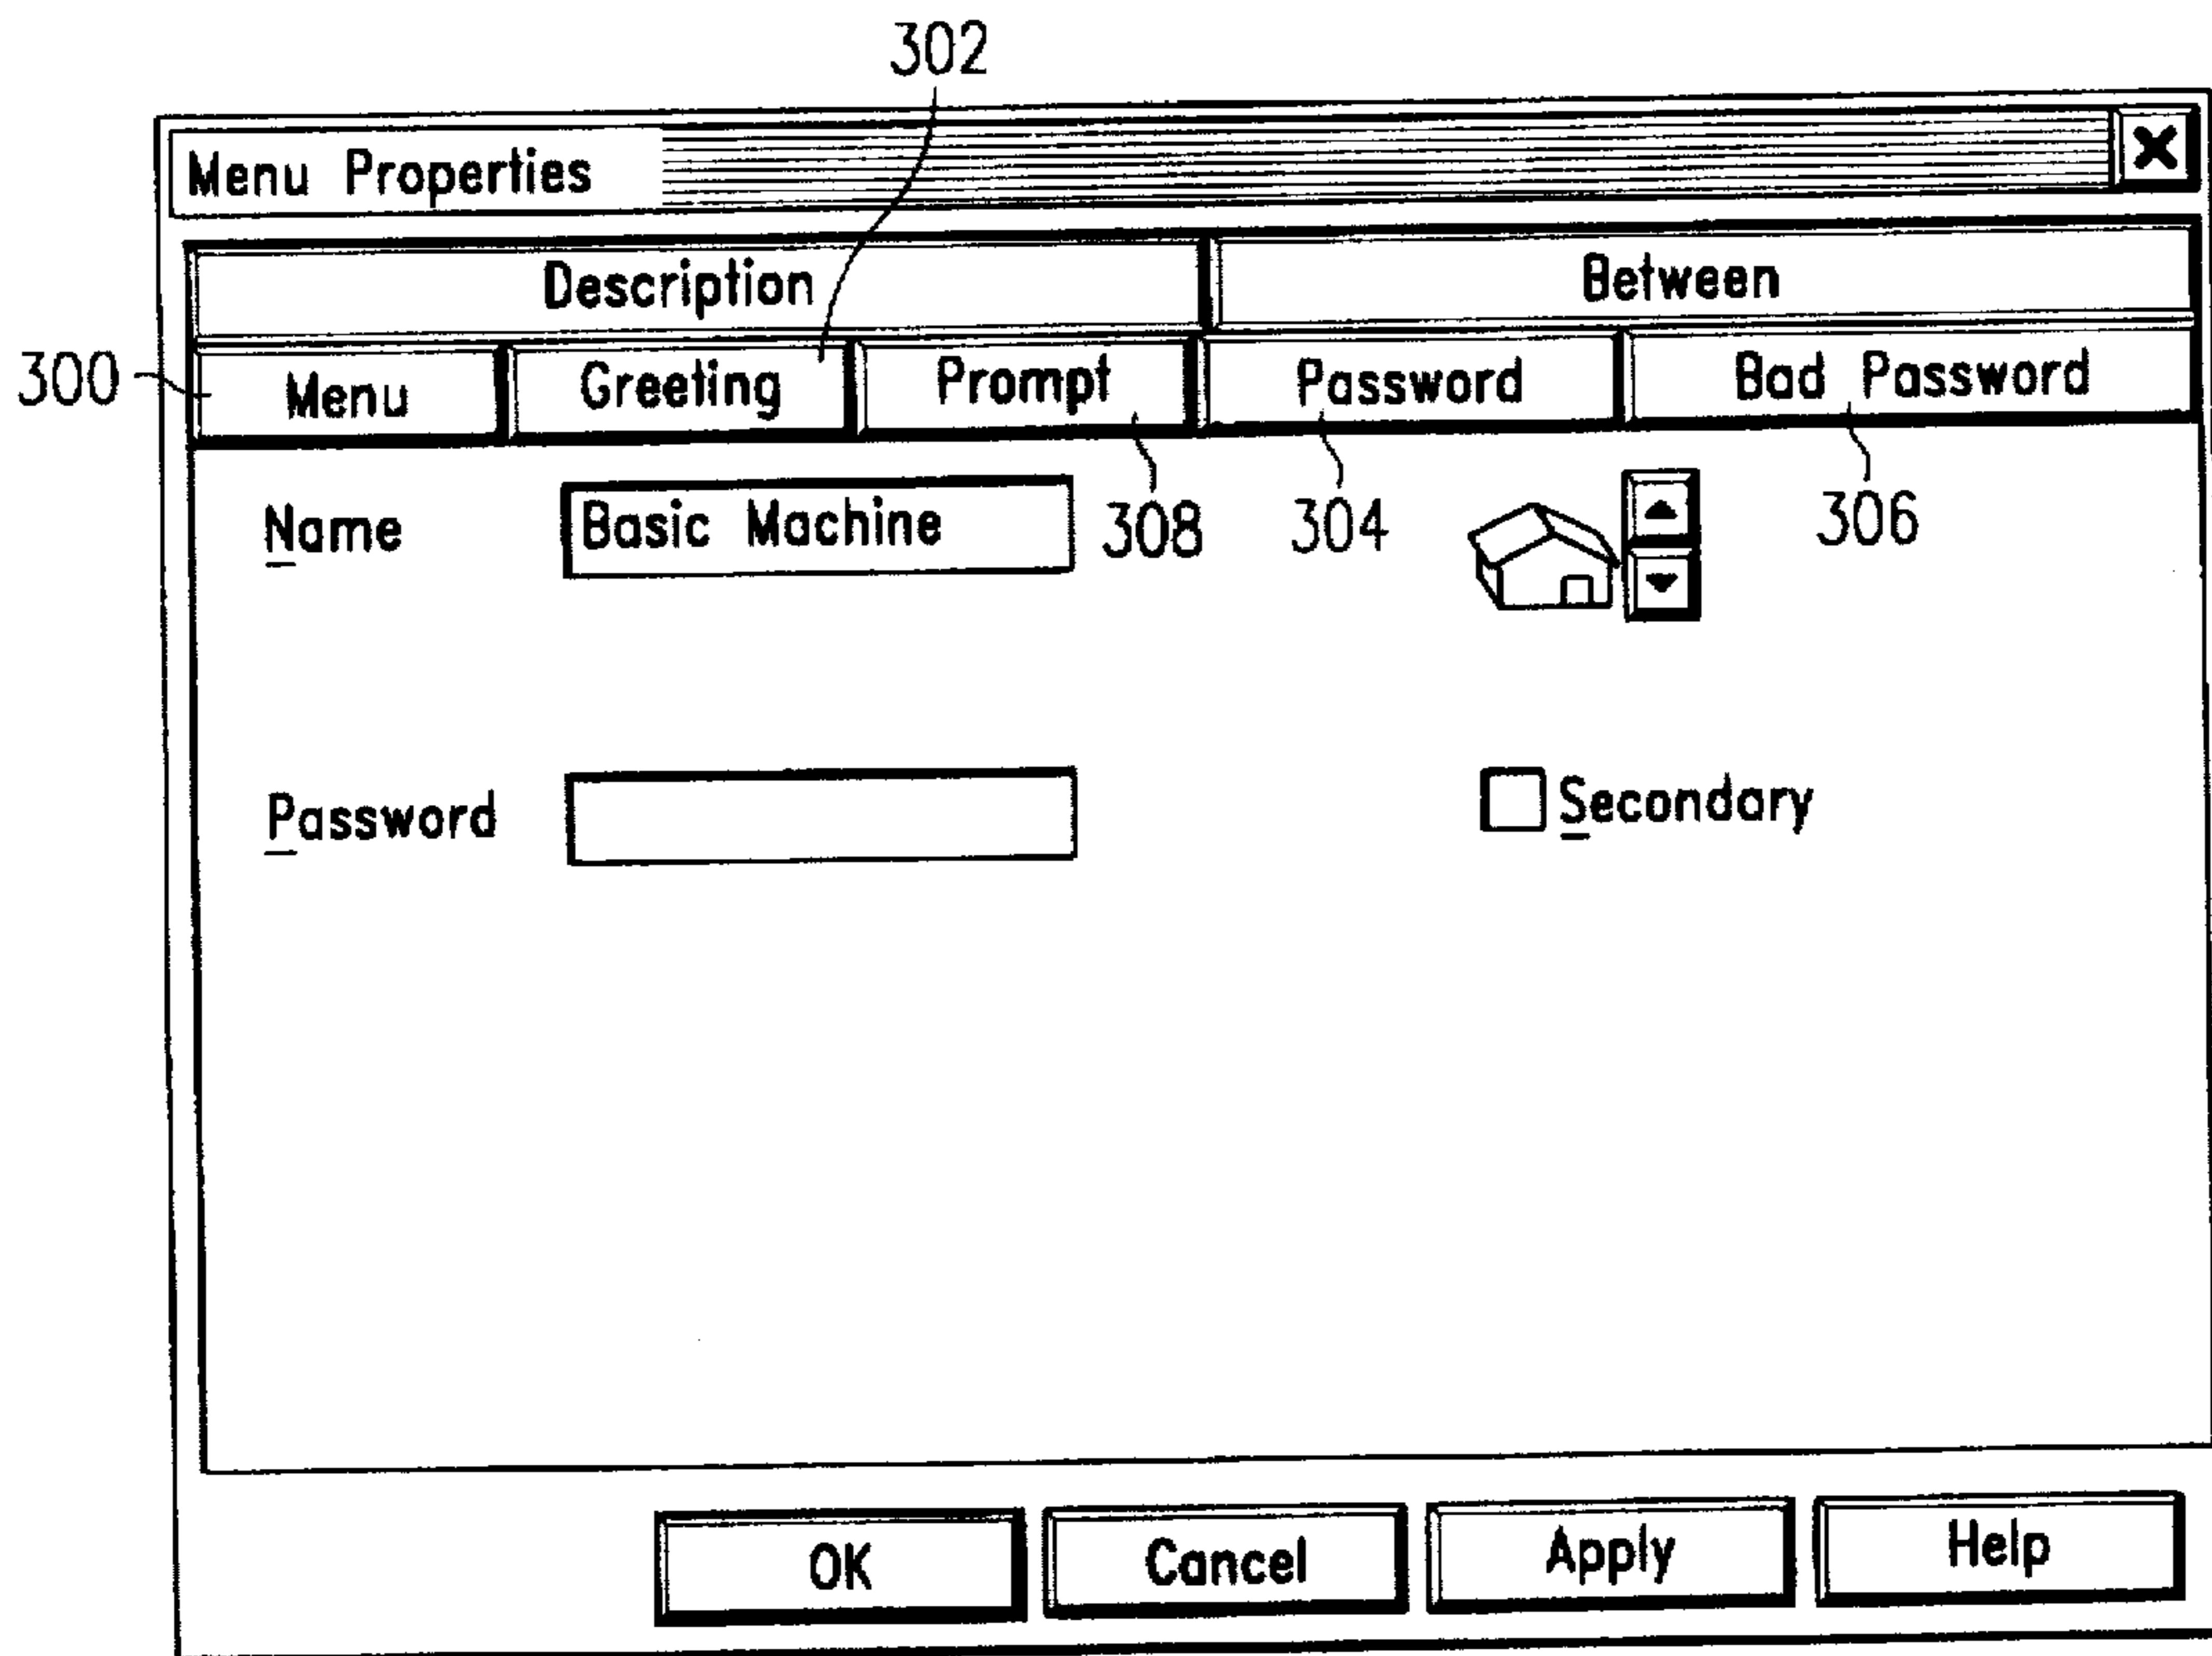 302
Menu Properties
Description Between
300 Menu Greeting Prompt Password Bad Password
Name Basic Machine 308 304 306
Password Secondary
OK Cancel Apply Help